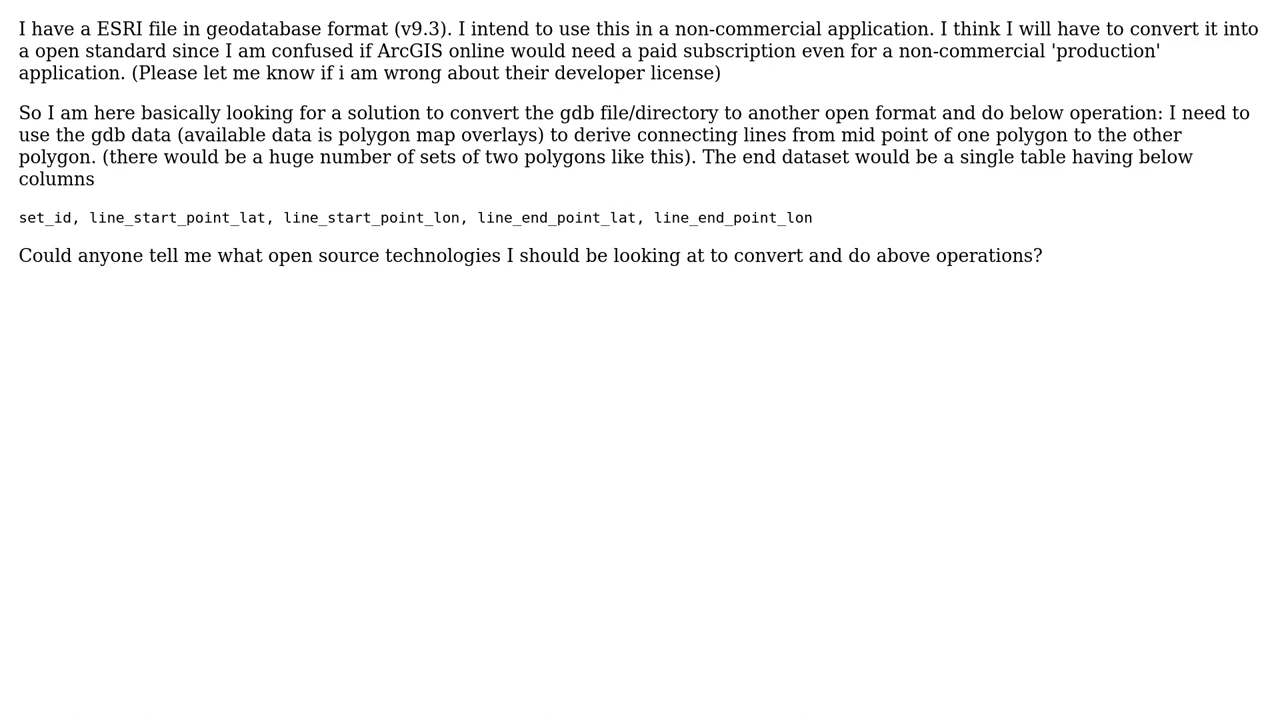 I have a ESRI file in geodatabase format (v9.3). I intend to use this in a non-commercial application. I think I will have to convert it into
a open standard since I am confused if ArcGIS online would need a paid subscription even for a non-commercial 'production'
application. (Please let me know if i am wrong about their developer license)
So I am here basically looking for a solution to convert the gdb file/directory to another open format and do below operation: I need to
use the gdb data (available data is polygon map overlays) to derive connecting lines from mid point of one polygon to the other
polygon. (there would be a huge number of sets of two polygons like this). The end dataset would be a single table having below
columns
set_id, line_start_point_lat, line_start_point_lon, line_end_point_lat, line_end_point_lon
Could anyone tell me what open source technologies I should be looking at to convert and do above operations?